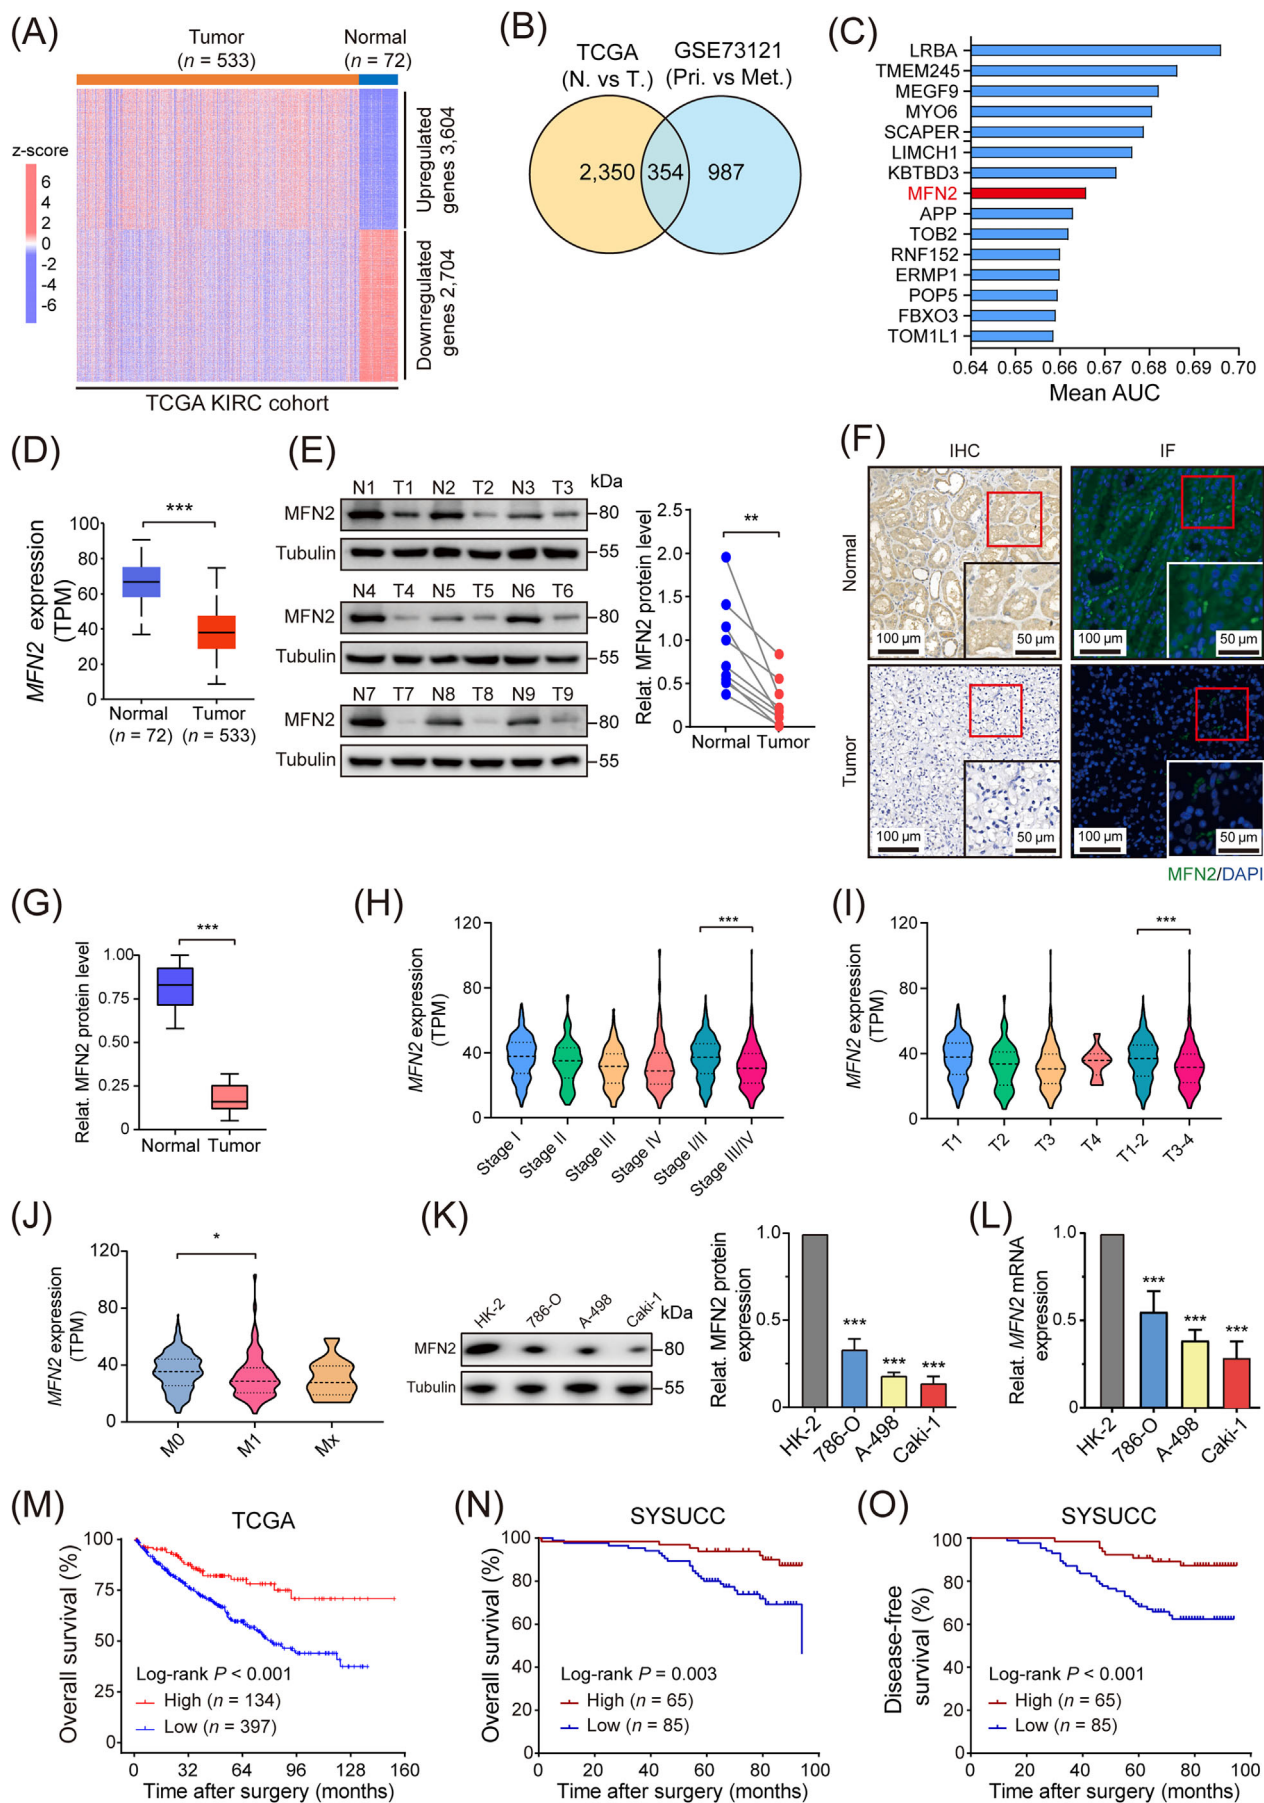 (A)
Tumor
(n = 533)
Normal
(n = 72)
z-score
6
4
2
0
-2
-4
-6
Upregulated
genes 3,604
Downregulated
genes 2,704
TCGA KIRC cohort
(B)
TCGA
(N. vs T.)
GSE73121
(Pri. vs Met.)
2,350
354
987
(C)
LRBA
TMEM245
MEGF9
MYO6
SCAPER
LIMCH1
KBTBD3
MFN2
APP
TOB2
RNF152
ERMP1
POP5
FBXO3
TOM1L1
0.64 0.65 0.66 0.67 0.68 0.69 0.70
Mean AUC
(D)
MFN2 expression
(TPM)
100
80
60
40
20
0
***
Normal
(n = 72)
Tumor
(n = 533)
(E)
kDa
N1 T1 N2 T2 N3 T3
MFN2
80
Tubulin
55
N4 T4 N5 T5 N6 T6
MFN2
80
Tubulin
55
N7 T7 N8 T8 N9 T9
MFN2
80
Tubulin
55
Relat. MFN2 protein level
2.5
2.0
1.5
1.0
0.5
0
**
Normal Tumor
(F)
IHC
IF
Normal
100 µm
50 µm
100 µm
50 µm
Tumor
100 µm
50 µm
100 µm
50 µm
MFN2/DAPI
(G)
Relat. MFN2 protein level
1.00
0.75
0.50
0.25
0
***
Normal Tumor
(H)
MFN2 expression
(TPM)
120
80
40
0
***
Stage I
Stage II
Stage III
Stage IV
Stage I/II
Stage III/IV
(I)
MFN2 expression
(TPM)
120
80
40
0
***
T1
T2
T3
T4
T1-2
T3-4
(J)
MFN2 expression
(TPM)
120
80
40
0
*
M0
M1
Mx
(K)
HK-2
786-O
A-498
Caki-1
kDa
MFN2
80
Tubulin
55
Relat. MFN2 protein
expression
1.0
0.5
0
***
***
***
HK-2
786-O
A-498
Caki-1
(L)
Relat. MFN2 mRNA
expression
1.0
0.5
0
***
***
***
HK-2
786-O
A-498
Caki-1
(M)
TCGA
Overall survival (%)
100
75
50
25
0
Log-rank P < 0.001
High (n = 134)
Low (n = 397)
0 32 64 96 128 160
Time after surgery (months)
(N)
SYSUCC
Overall survival (%)
100
80
60
40
20
0
Log-rank P = 0.003
High (n = 65)
Low (n = 85)
0 20 40 60 80 100
Time after surgery (months)
(O)
SYSUCC
Disease-free
survival (%)
100
80
60
40
20
0
Log-rank P < 0.001
High (n = 65)
Low (n = 85)
0 20 40 60 80 100
Time after surgery (months)